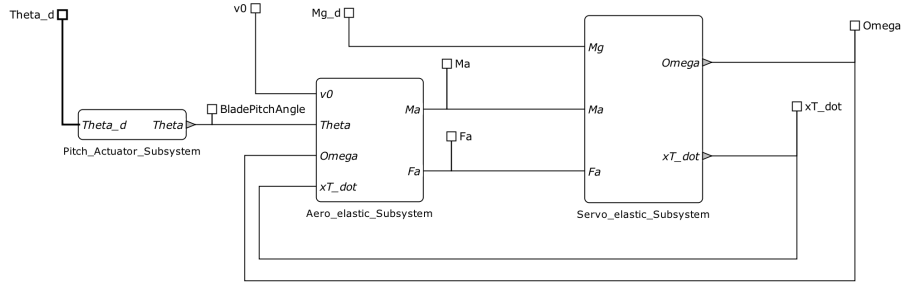 Theta_d
v0
Mg_d
Omega
Ma
xT_dot
BladePitchAngle
Fa
Theta_d
Theta
Pitch_Actuator_Subsystem
v0
Theta
Omega
xT_dot
Ma
Fa
Aero_elastic_Subsystem
Mg
Ma
Fa
Omega
xT_dot
Servo_elastic_Subsystem